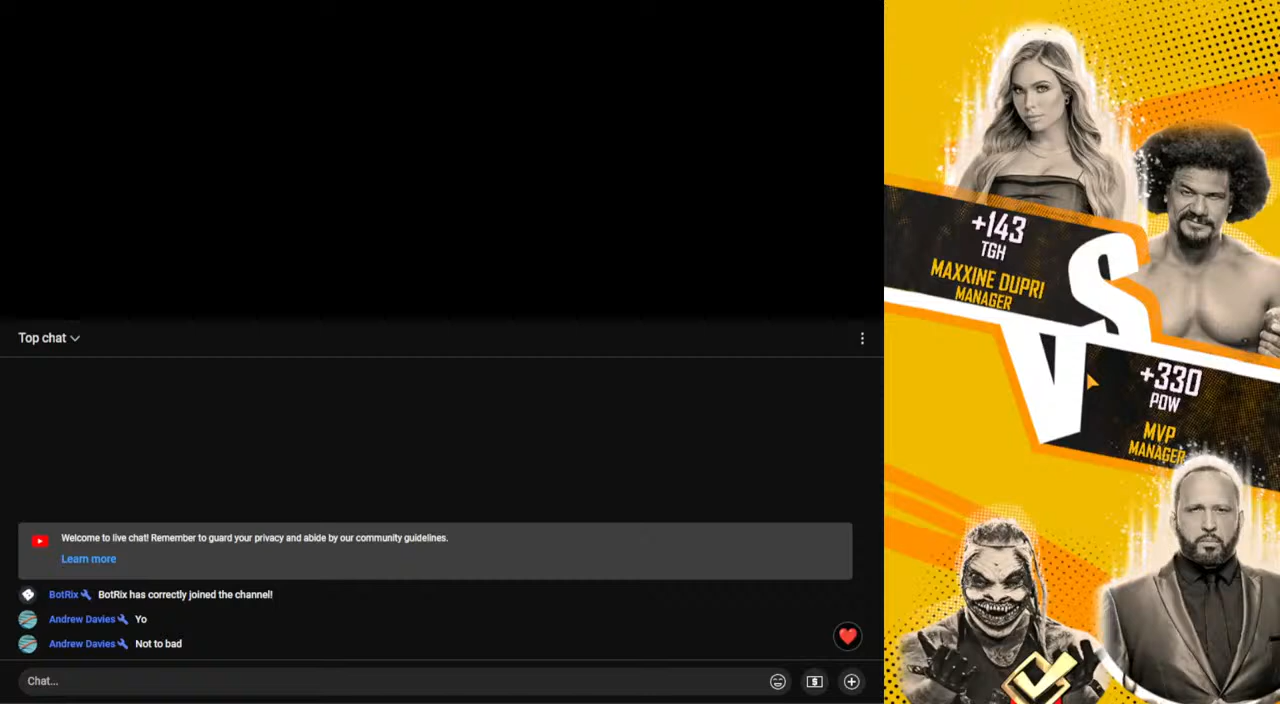 Top chat
Welcome to live chat! Remember to guard your privacy and abide by our community guidelines.
Learn more
BotRix BotRix has correctly joined the channel!
Andrew Davies Yo
Andrew Davies Not to bad
Chat...
+143
TGH
MAXXINE DUPRI
MANAGER
VS
+330
POW
MVP
MANAGER